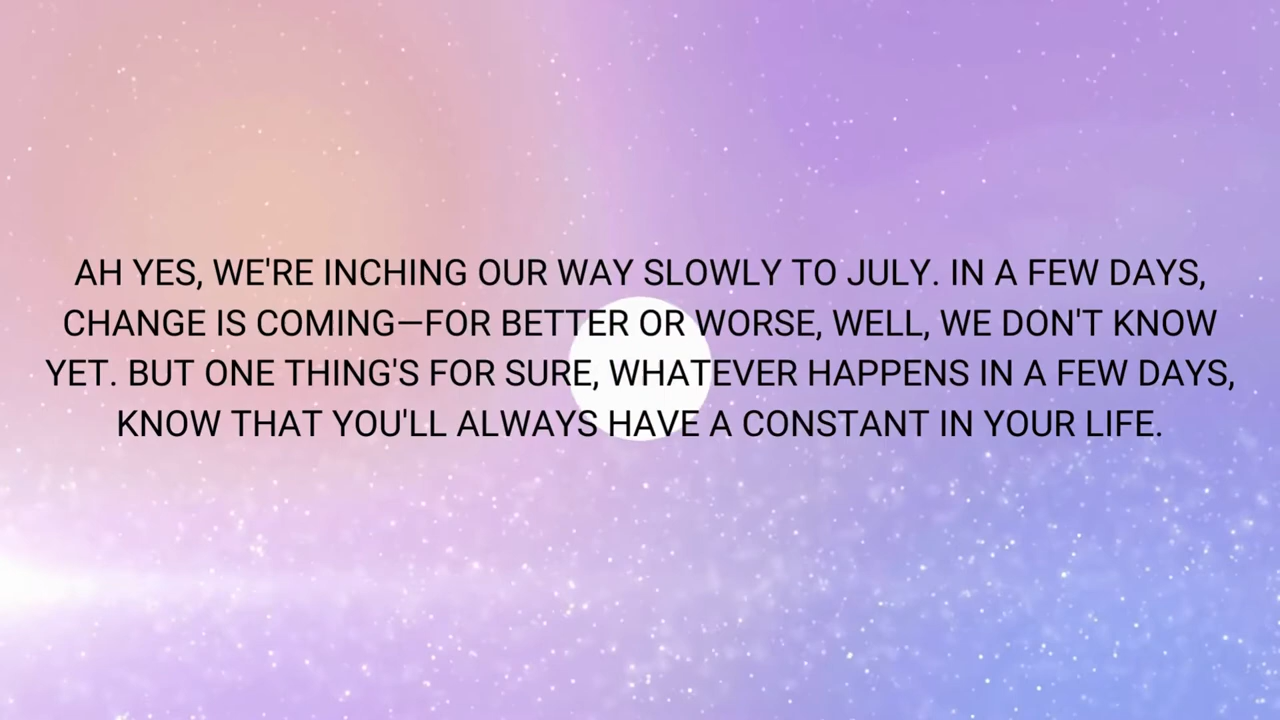 AH YES, WE'RE INCHING OUR WAY SLOWLY TO JULY. IN A FEW DAYS,
CHANGE IS COMING—FOR BETTER OR WORSE, WELL, WE DON'T KNOW
YET. BUT ONE THING'S FOR SURE, WHATEVER HAPPENS IN A FEW DAYS,
KNOW THAT YOU'LL ALWAYS HAVE A CONSTANT IN YOUR LIFE.